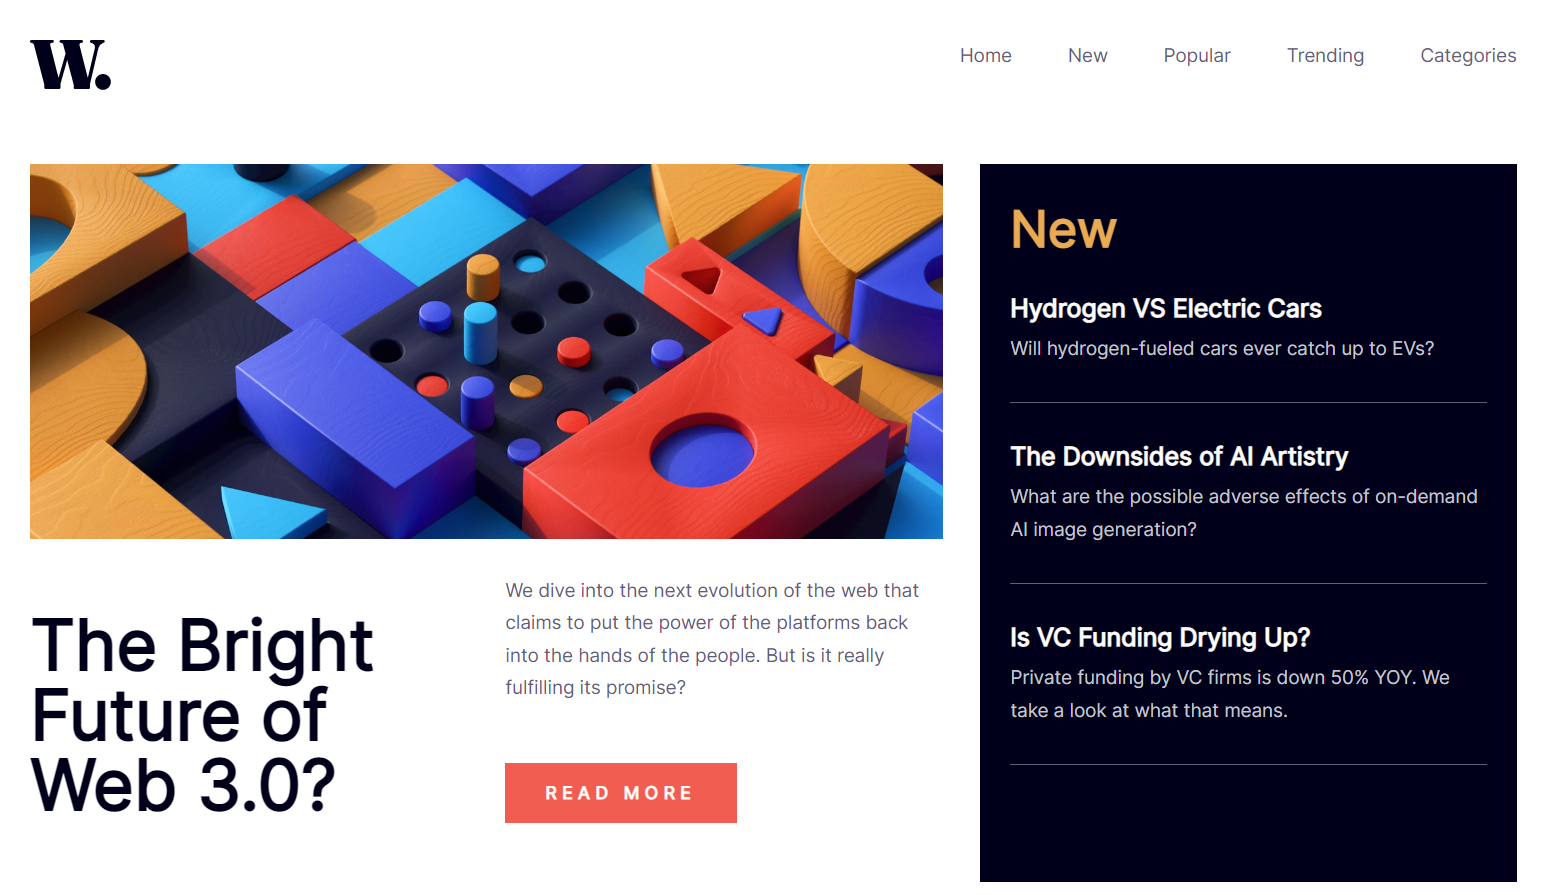 W.
Home New Popular Trending Categories
The Bright
Future of
Web 3.0?
We dive into the next evolution of the web that
claims to put the power of the platforms back
into the hands of the people. But is it really
fulfilling its promise?
READ MORE
New
Hydrogen VS Electric Cars
Will hydrogen-fueled cars ever catch up to EVs?
The Downsides of AI Artistry
What are the possible adverse effects of on-demand
AI image generation?
Is VC Funding Drying Up?
Private funding by VC firms is down 50% YOY. We
take a look at what that means.